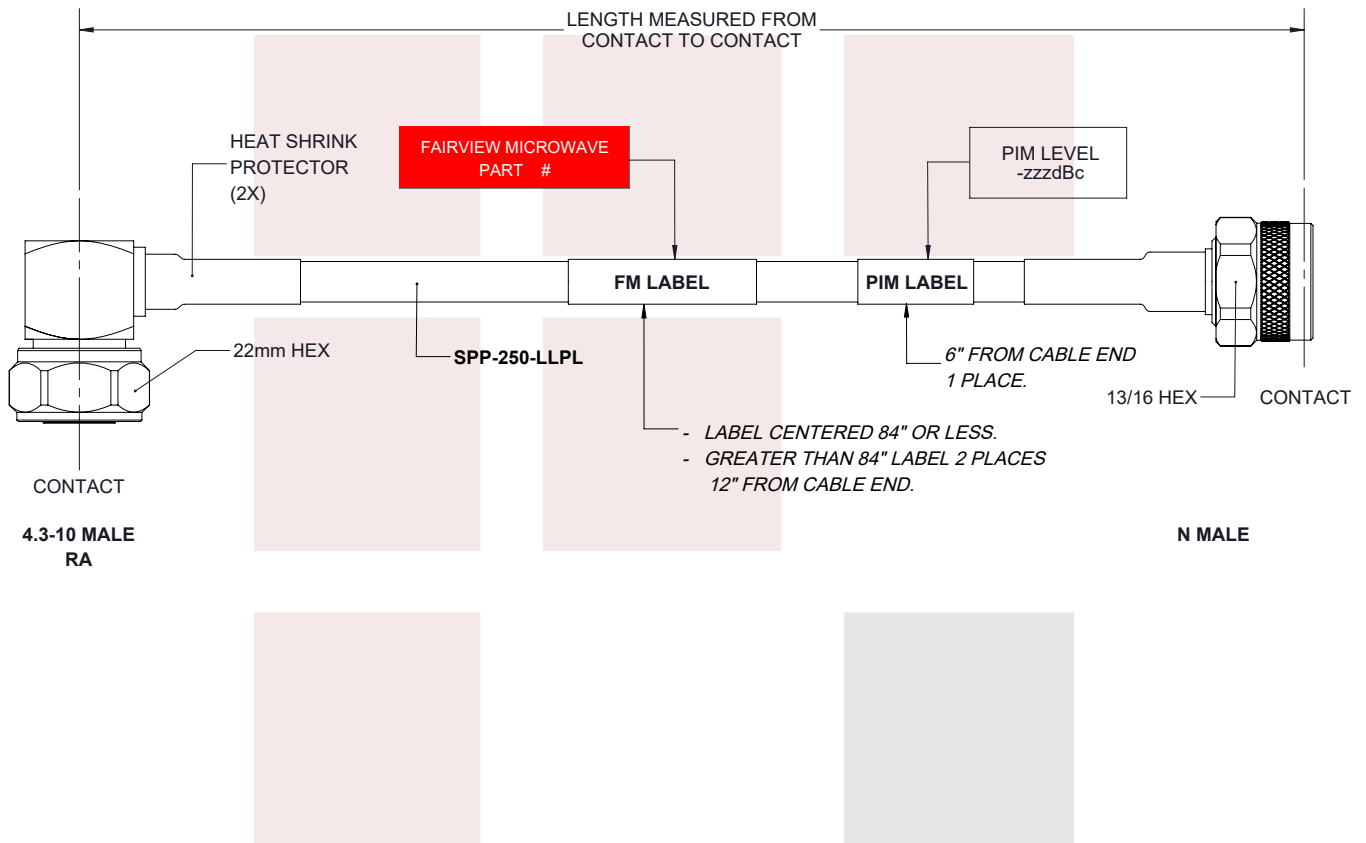 LENGTH MEASURED FROM
CONTACT TO CONTACT
HEAT SHRINK
PROTECTOR
(2X)
FAIRVIEW MICROWAVE
PART #
PIM LEVEL
-zzzdBc
FM LABEL
PIM LABEL
22mm HEX
SPP-250-LLPL
6" FROM CABLE END
1 PLACE.
13/16 HEX
CONTACT
- LABEL CENTERED 84" OR LESS.
- GREATER THAN 84" LABEL 2 PLACES
12" FROM CABLE END.
CONTACT
4.3-10 MALE
RA
N MALE